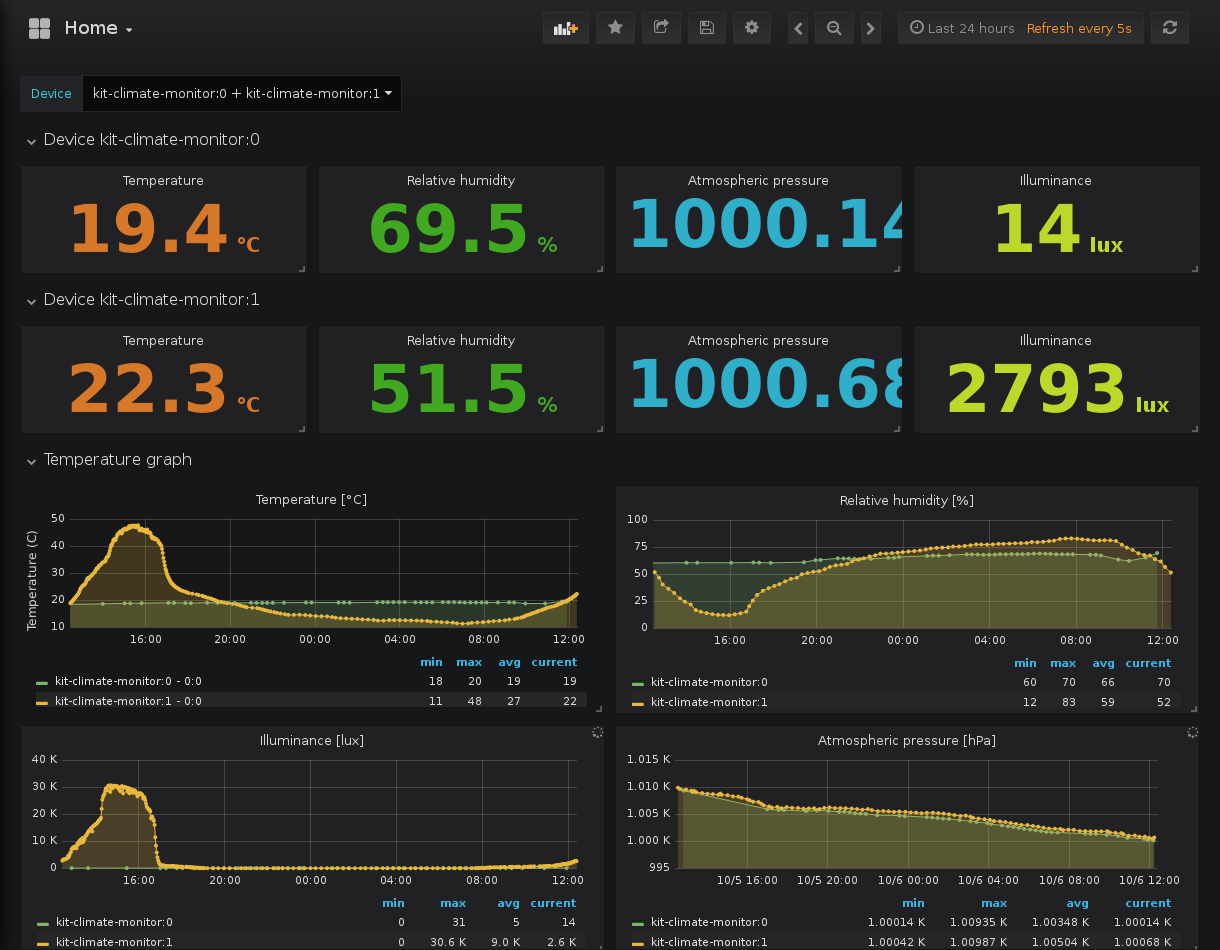 Home
Last 24 hours Refresh every 5s
Device kit-climate-monitor:0 + kit-climate-monitor:1
Device kit-climate-monitor:0
Temperature Relative humidity Atmospheric pressure Illuminance
19.4 °C 69.5 % 1000.14 14 lux
Device kit-climate-monitor:1
Temperature Relative humidity Atmospheric pressure Illuminance
22.3 °C 51.5 % 1000.68 2793 lux
Temperature graph
Temperature [°C]
Temperature (C)
50
40
30
20
10
16:00 20:00 00:00 04:00 08:00 12:00
min max avg current
kit-climate-monitor:0 - 0:0 18 20 19 19
kit-climate-monitor:1 - 0:0 11 48 27 22
Relative humidity [%]
100
75
50
25
0
16:00 20:00 00:00 04:00 08:00 12:00
min max avg current
kit-climate-monitor:0 60 70 66 70
kit-climate-monitor:1 12 83 59 52
Illuminance [lux]
40 K
30 K
20 K
10 K
0
16:00 20:00 00:00 04:00 08:00 12:00
min max avg current
kit-climate-monitor:0 0 31 5 14
kit-climate-monitor:1 0 30.6 K 9.0 K 2.6 K
Atmospheric pressure [hPa]
1.015 K
1.010 K
1.005 K
1.000 K
995
10/5 16:00 10/5 20:00 10/6 00:00 10/6 04:00 10/6 08:00 10/6 12:00
min max avg current
kit-climate-monitor:0 1.00014 K 1.00935 K 1.00348 K 1.00014 K
kit-climate-monitor:1 1.00042 K 1.00987 K 1.00504 K 1.00068 K